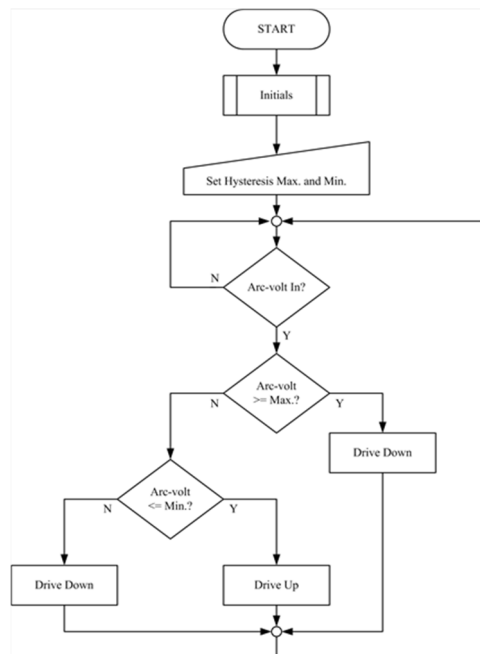 START
Initials
Set Hysteresis Max. and Min.
N
Arc-volt In?
Y
Arc-volt
>= Max.?
N
Y
Drive Down
Arc-volt
<= Min.?
N
Y
Drive Down
Drive Up